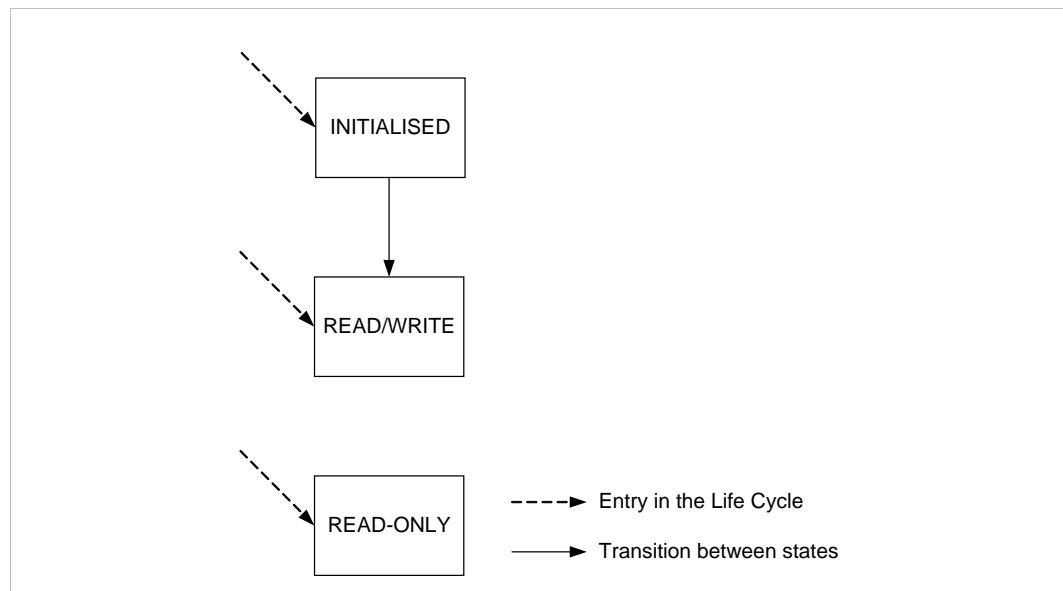 INITIALISED
READ/WRITE
READ-ONLY
Entry in the Life Cycle
Transition between states